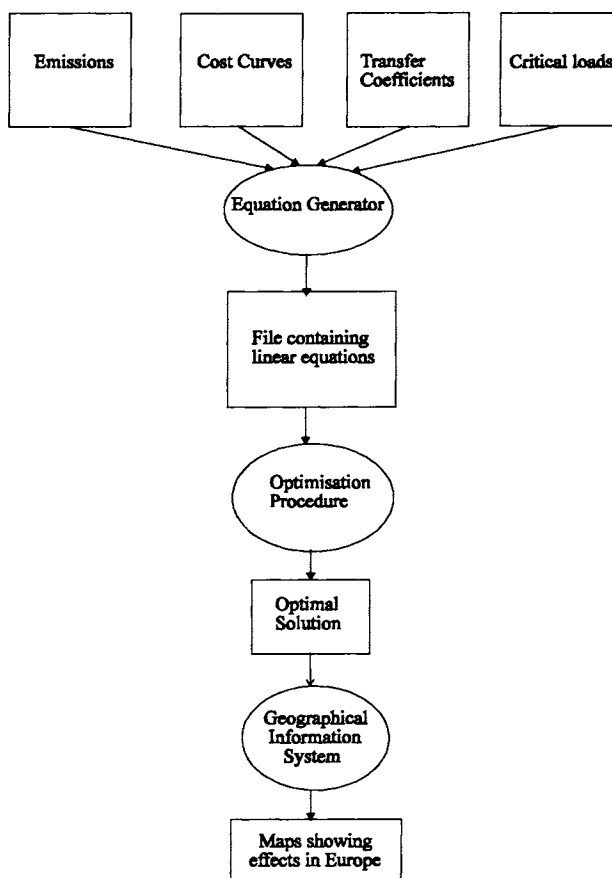 Emissions
Cost Curves
Transfer
Coefficients
Critical loads
Equation Generator
File containing
linear equations
Optimisation
Procedure
Optimal
Solution
Geographical
Information
System
Maps showing
effects in Europe